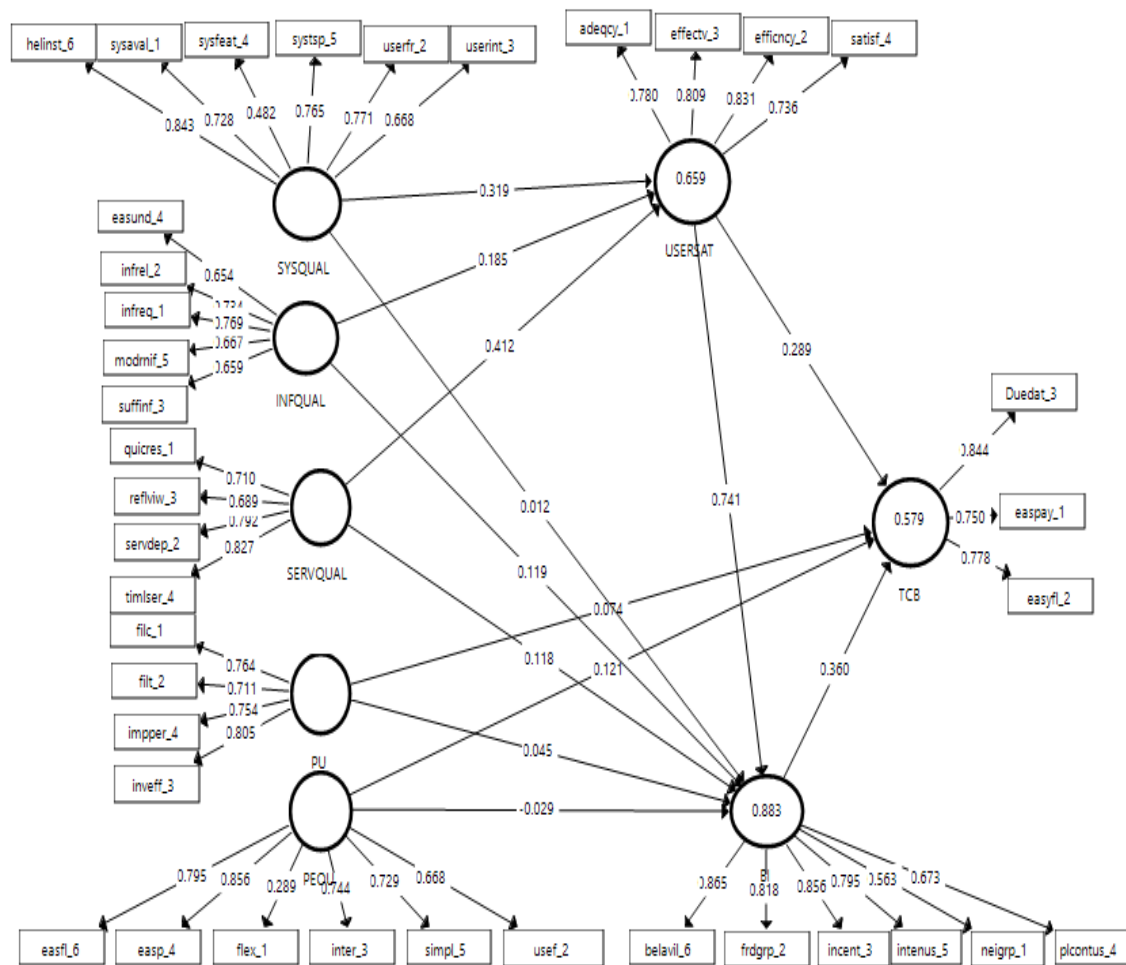 helinst_6 sysaval_1 sysfeat_4 systsp_5 userfr_2 userint_3
adeqcy_1 effectv_3 efficncy_2 satisf_4
0.843 0.728 0.482 0.765 0.771 0.668
0.780 0.809 0.831 0.736
0.659
0.319
SYSQUAL
USERSAT
easund_4
infrel_2
infreq_1
modrnif_5
suffinf_3
0.654
0.734
0.769
0.667
0.659
0.185
INFQUAL
0.412
0.289
Duedat_3
0.844
quicres_1
reflviw_3
servdep_2
timlser_4
0.710
0.689
0.792
0.827
0.012
0.741
0.579
0.750
easpay_1
0.778
easyfl_2
SERVQUAL
0.119
TCB
filc_1
filt_2
impper_4
inveff_3
0.764
0.711
0.754
0.805
0.074
0.118
0.121
0.360
PU
0.045
-0.029
0.883
PEOU
BI
0.795 0.856 0.289 0.744 0.729 0.668
0.865 0.818 0.856 0.795 0.563 0.673
easfl_6 easp_4 flex_1 inter_3 simpl_5 usef_2
belavil_6 frdgrp_2 incent_3 intenus_5 neigrp_1 plcontus_4